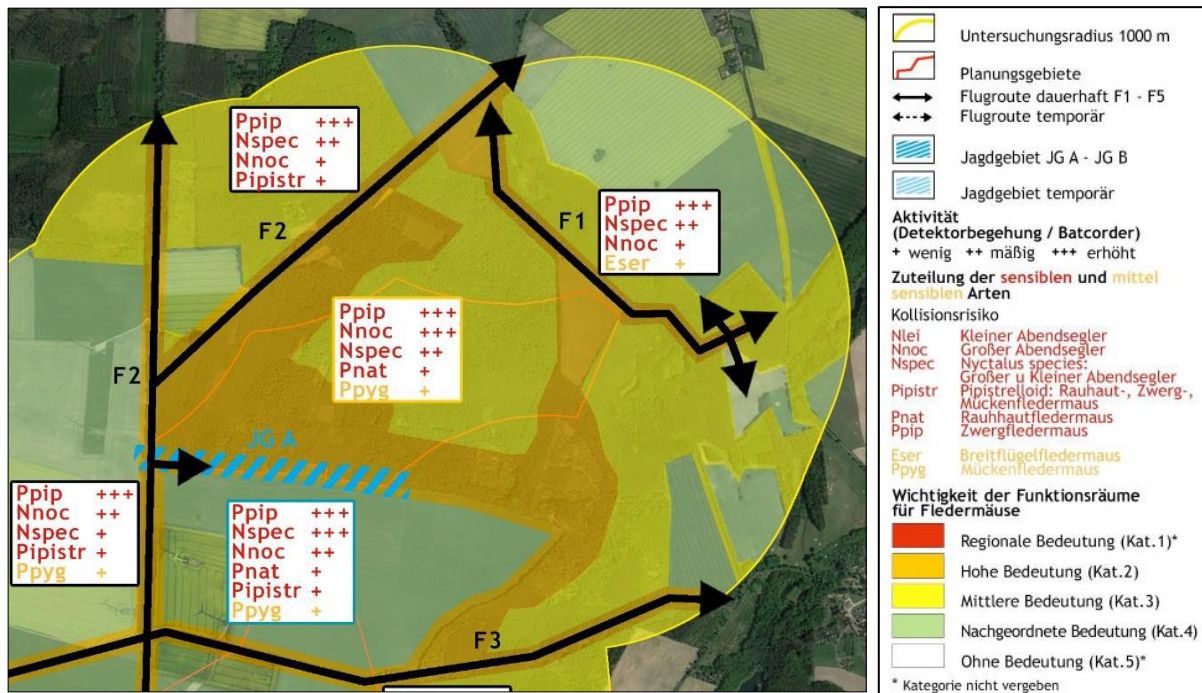 Ppip +++
Nspec ++
Nnoc +
Pipistr +
F2
F1
Ppip +++
Nspec ++
Nnoc +
Eser +
Ppip +++
Nnoc +++
Nspec ++
Pnat +
Ppyg +
F2
JG A
Ppip +++
Nnoc ++
Nspec +
Pipistr +
Ppyg +
Ppip +++
Nspec +++
Nnoc ++
Pnat +
Pipistr +
Ppyg +
F3
Untersuchungsradius 1000 m
Planungsgebiete
Flugroute dauerhaft F1 - F5
Flugroute temporär
Jagdgebiet JG A - JG B
Jagdgebiet temporär
Aktivität
(Detektorbegehung / Batcorder)
+ wenig ++ mäßig +++ erhöht
Zuteilung der sensiblen und mittel
sensiblen Arten
Kollisionsrisiko
Nlei Kleiner Abendsegler
Nnoc Großer Abendsegler
Nspec Nyctalus species:
Großer u Kleiner Abendsegler
Pipistr Pipistrelloid: Rauhaut-, Zwerg-,
Mückenfledermaus
Pnat Rauhhautfledermaus
Ppip Zwergfledermaus
Eser Breitflügelfledermaus
Ppyg Mückenfledermaus
Wichtigkeit der Funktionsräume
für Fledermäuse
Regionale Bedeutung (Kat.1)*
Hohe Bedeutung (Kat.2)
Mittlere Bedeutung (Kat.3)
Nachgeordnete Bedeutung (Kat.4)
Ohne Bedeutung (Kat.5)*
* Kategorie nicht vergeben